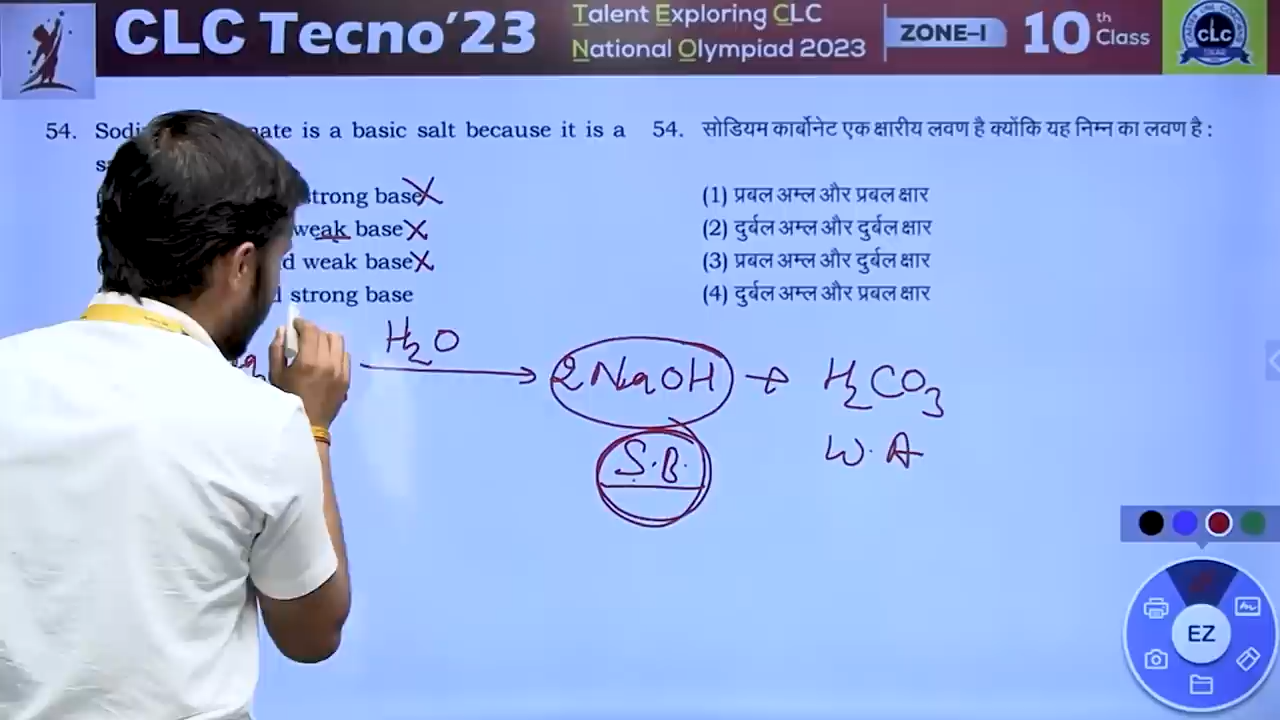 CLC Tecno'23
Talent Exploring CLC
National Olympiad 2023
ZONE–I
10th Class
CLC
54. is a basic salt because it is a
strong base
weak base
weak base
strong base
54. सोडियम कार्बोनेट एक क्षारीय लवण है क्योंकि यह निम्न का लवण है :
(1) प्रबल अम्ल और प्रबल क्षार
(2) दुर्बल अम्ल और दुर्बल क्षार
(3) प्रबल अम्ल और दुर्बल क्षार
(4) दुर्बल अम्ल और प्रबल क्षार
H2O
2NaOH + H2CO3
S.B.
W.A
EZ